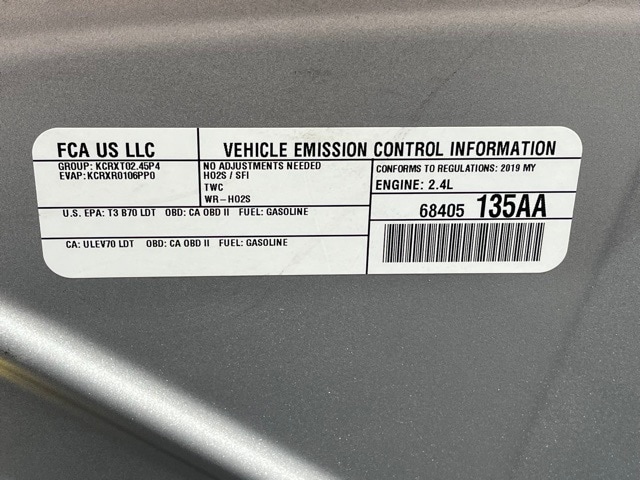 FCA US LLC
VEHICLE EMISSION CONTROL INFORMATION
GROUP: KCRXT02.45P4
EVAP: KCRXR0106PP0
NO ADJUSTMENTS NEEDED
HO2S / SFI
TWC
WR-HO2S
CONFORMS TO REGULATIONS: 2019 MY
ENGINE: 2.4L
U.S. EPA: T3 B70 LDT OBD: CA OBD II FUEL: GASOLINE
CA: ULEV70 LDT OBD: CA OBD II FUEL: GASOLINE
68405 135AA